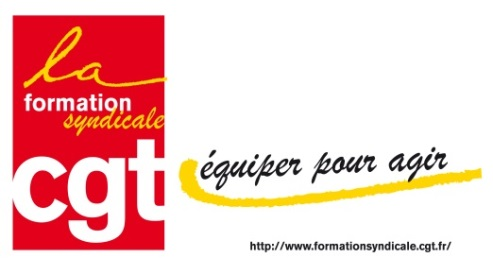 la
formation
syndicale
cgt
équiper pour agir
http://www.formationsyndicale.cgt.fr/